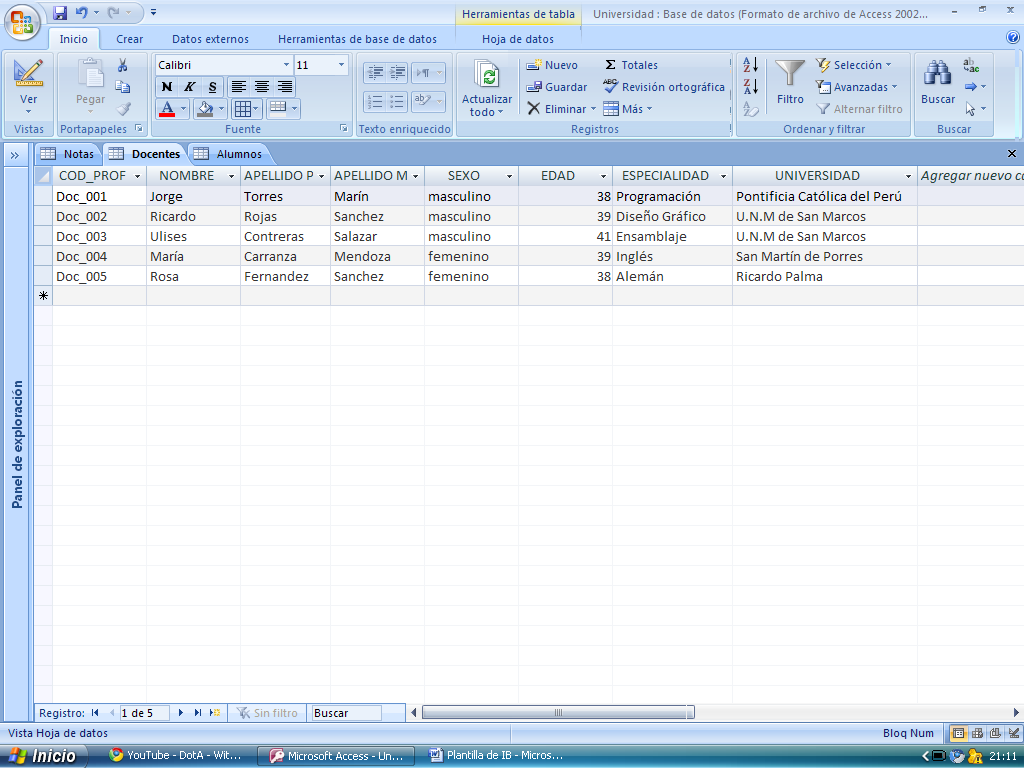 Herramientas de tabla Universidad : Base de datos (Formato de archivo de Access 2002...
Inicio Crear Datos externos Herramientas de base de datos Hoja de datos
Ver
Vistas
Pegar
Portapapeles
Calibri 11
N K S
A
Fuente
Texto enriquecido
Actualizar todo
Nuevo
Guardar
Eliminar
Σ Totales
ABC Revisión ortográfica
Más
Registros
A Z
Z A
A Z
Filtro
Selección
Avanzadas
Alternar filtro
Ordenar y filtrar
Buscar
ab ac
Buscar
» Notas Docentes Alumnos
COD_PROF NOMBRE APELLIDO P APELLIDO M SEXO EDAD ESPECIALIDAD UNIVERSIDAD Agregar nuevo ca
Doc_001 Jorge Torres Marín masculino 38 Programación Pontificia Católica del Perú
Doc_002 Ricardo Rojas Sanchez masculino 39 Diseño Gráfico U.N.M de San Marcos
Doc_003 Ulises Contreras Salazar masculino 41 Ensamblaje U.N.M de San Marcos
Doc_004 María Carranza Mendoza femenino 39 Inglés San Martín de Porres
Doc_005 Rosa Fernandez Sanchez femenino 38 Alemán Ricardo Palma
Panel de exploración
Registro: 1 de 5 Sin filtro Buscar
Vista Hoja de datos Bloq Num
Inicio YouTube - DotA - Wit... Microsoft Access - Un... Plantilla de IB - Micros... 21:11